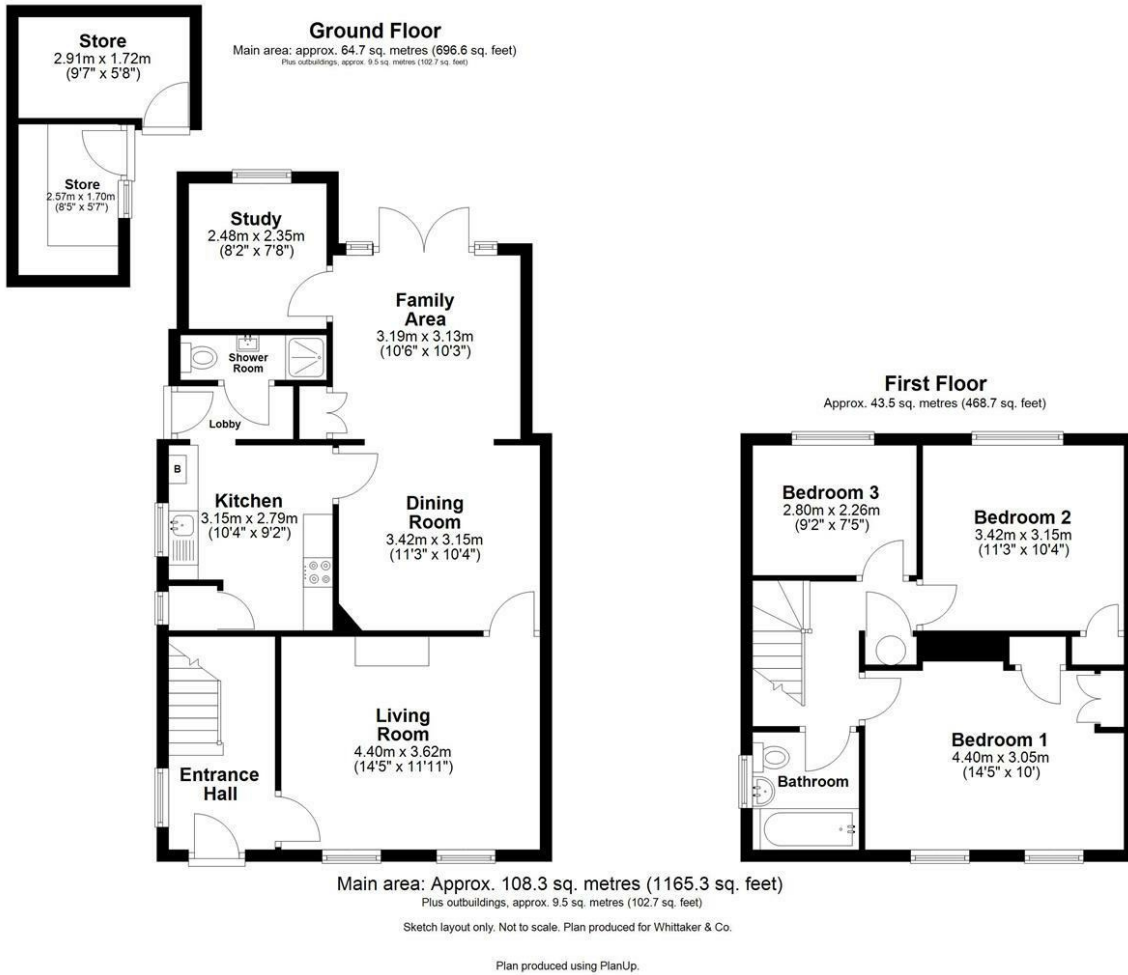 Ground Floor
Main area: approx. 64.7 sq. metres (696.6 sq. feet)
Plus outbuildings, approx. 9.5 sq. metres (102.7 sq. feet)
Store
2.91m x 1.72m
(9'7" x 5'8")
Store
2.57m x 1.70m
(8'5" x 5'7")
Study
2.48m x 2.35m
(8'2" x 7'8")
Family
Area
3.19m x 3.13m
(10'6" x 10'3")
Shower
Room
Lobby
B
Kitchen
3.15m x 2.79m
(10'4" x 9'2")
Dining
Room
3.42m x 3.15m
(11'3" x 10'4")
Living
Room
4.40m x 3.62m
(14'5" x 11'11")
Entrance
Hall
First Floor
Approx. 43.5 sq. metres (468.7 sq. feet)
Bedroom 3
2.80m x 2.26m
(9'2" x 7'5")
Bedroom 2
3.42m x 3.15m
(11'3" x 10'4")
Bedroom 1
4.40m x 3.05m
(14'5" x 10')
Bathroom
Main area: Approx. 108.3 sq. metres (1165.3 sq. feet)
Plus outbuildings, approx. 9.5 sq. metres (102.7 sq. feet)
Sketch layout only. Not to scale. Plan produced for Whittaker & Co.
Plan produced using PlanUp.